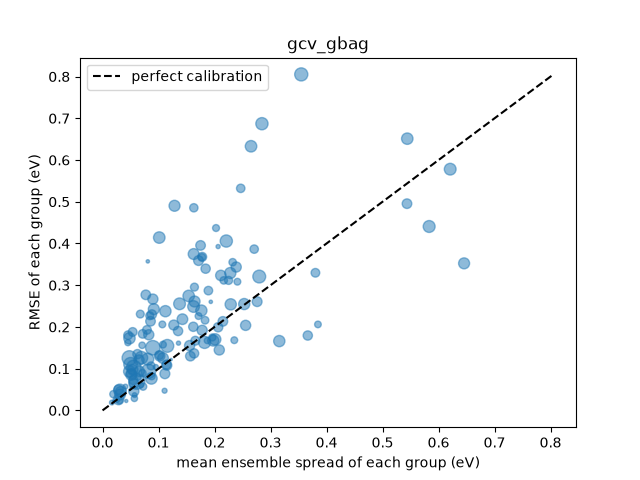 gcv_gbag
perfect calibration
RMSE of each group (eV)
0.8
0.7
0.6
0.5
0.4
0.3
0.2
0.1
0.0
0.0 0.1 0.2 0.3 0.4 0.5 0.6 0.7 0.8
mean ensemble spread of each group (eV)